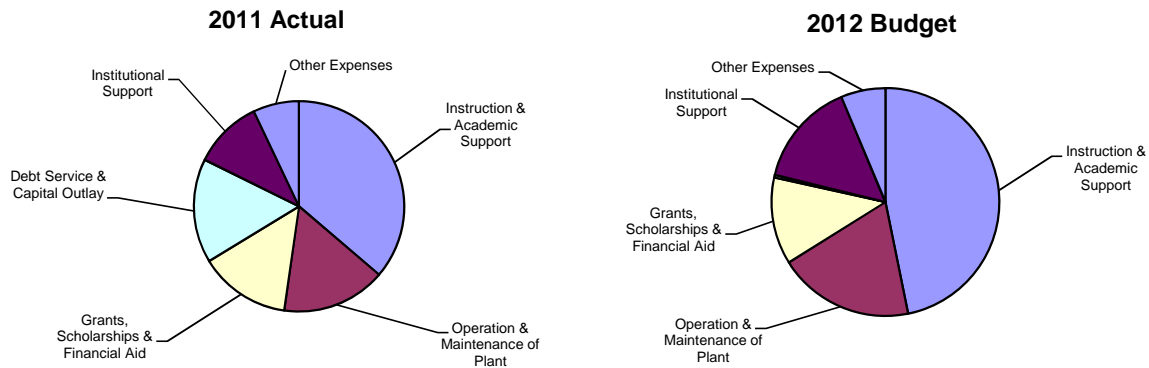 2011 Actual
Other Expenses
Institutional
Support
Instruction &
Academic
Support
Debt Service &
Capital Outlay
Grants,
Scholarships &
Financial Aid
Operation &
Maintenance of
Plant
2012 Budget
Other Expenses
Institutional
Support
Instruction &
Academic
Support
Grants,
Scholarships &
Financial Aid
Operation &
Maintenance of
Plant